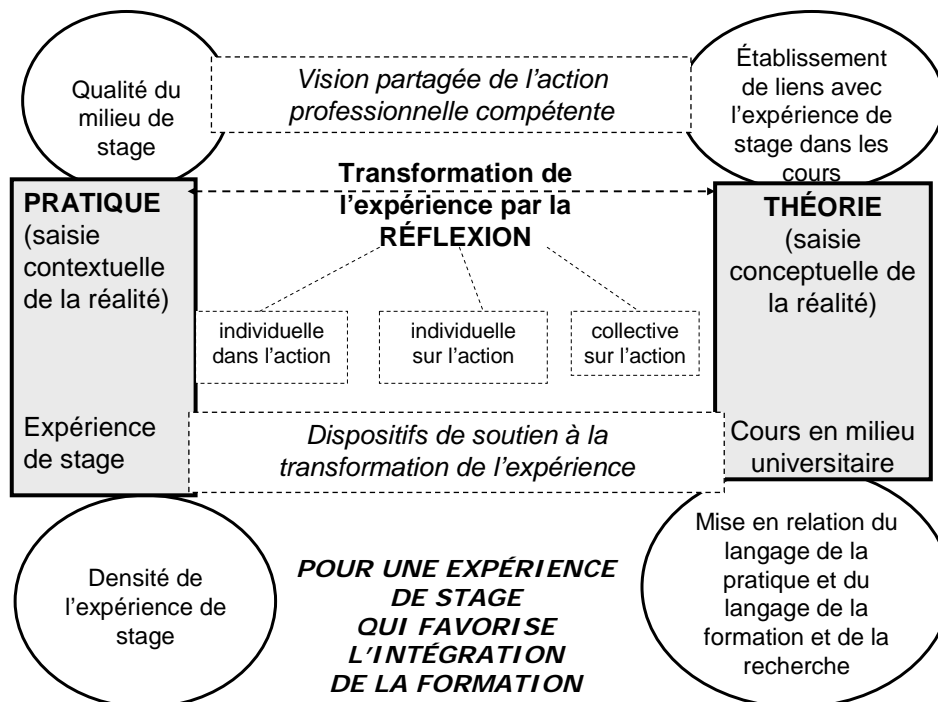 Qualité du
milieu de
stage
Vision partagée de l’action
professionnelle compétente
Établissement
de liens avec
l’expérience de
stage dans les
cours
PRATIQUE
(saisie
contextuelle
de la réalité)
Expérience
de stage
Transformation de
l’expérience par la
RÉFLEXION
individuelle
dans l’action
individuelle
sur l’action
collective
sur l’action
THÉORIE
(saisie
conceptuelle de
la réalité)
Cours en milieu
universitaire
Dispositifs de soutien à la
transformation de l’expérience
Densité de
l’expérience de
stage
POUR UNE EXPÉRIENCE
DE STAGE
QUI FAVORISE
L’INTÉGRATION
DE LA FORMATION
Mise en relation du
langage de la
pratique et du
langage de la
formation et de la
recherche